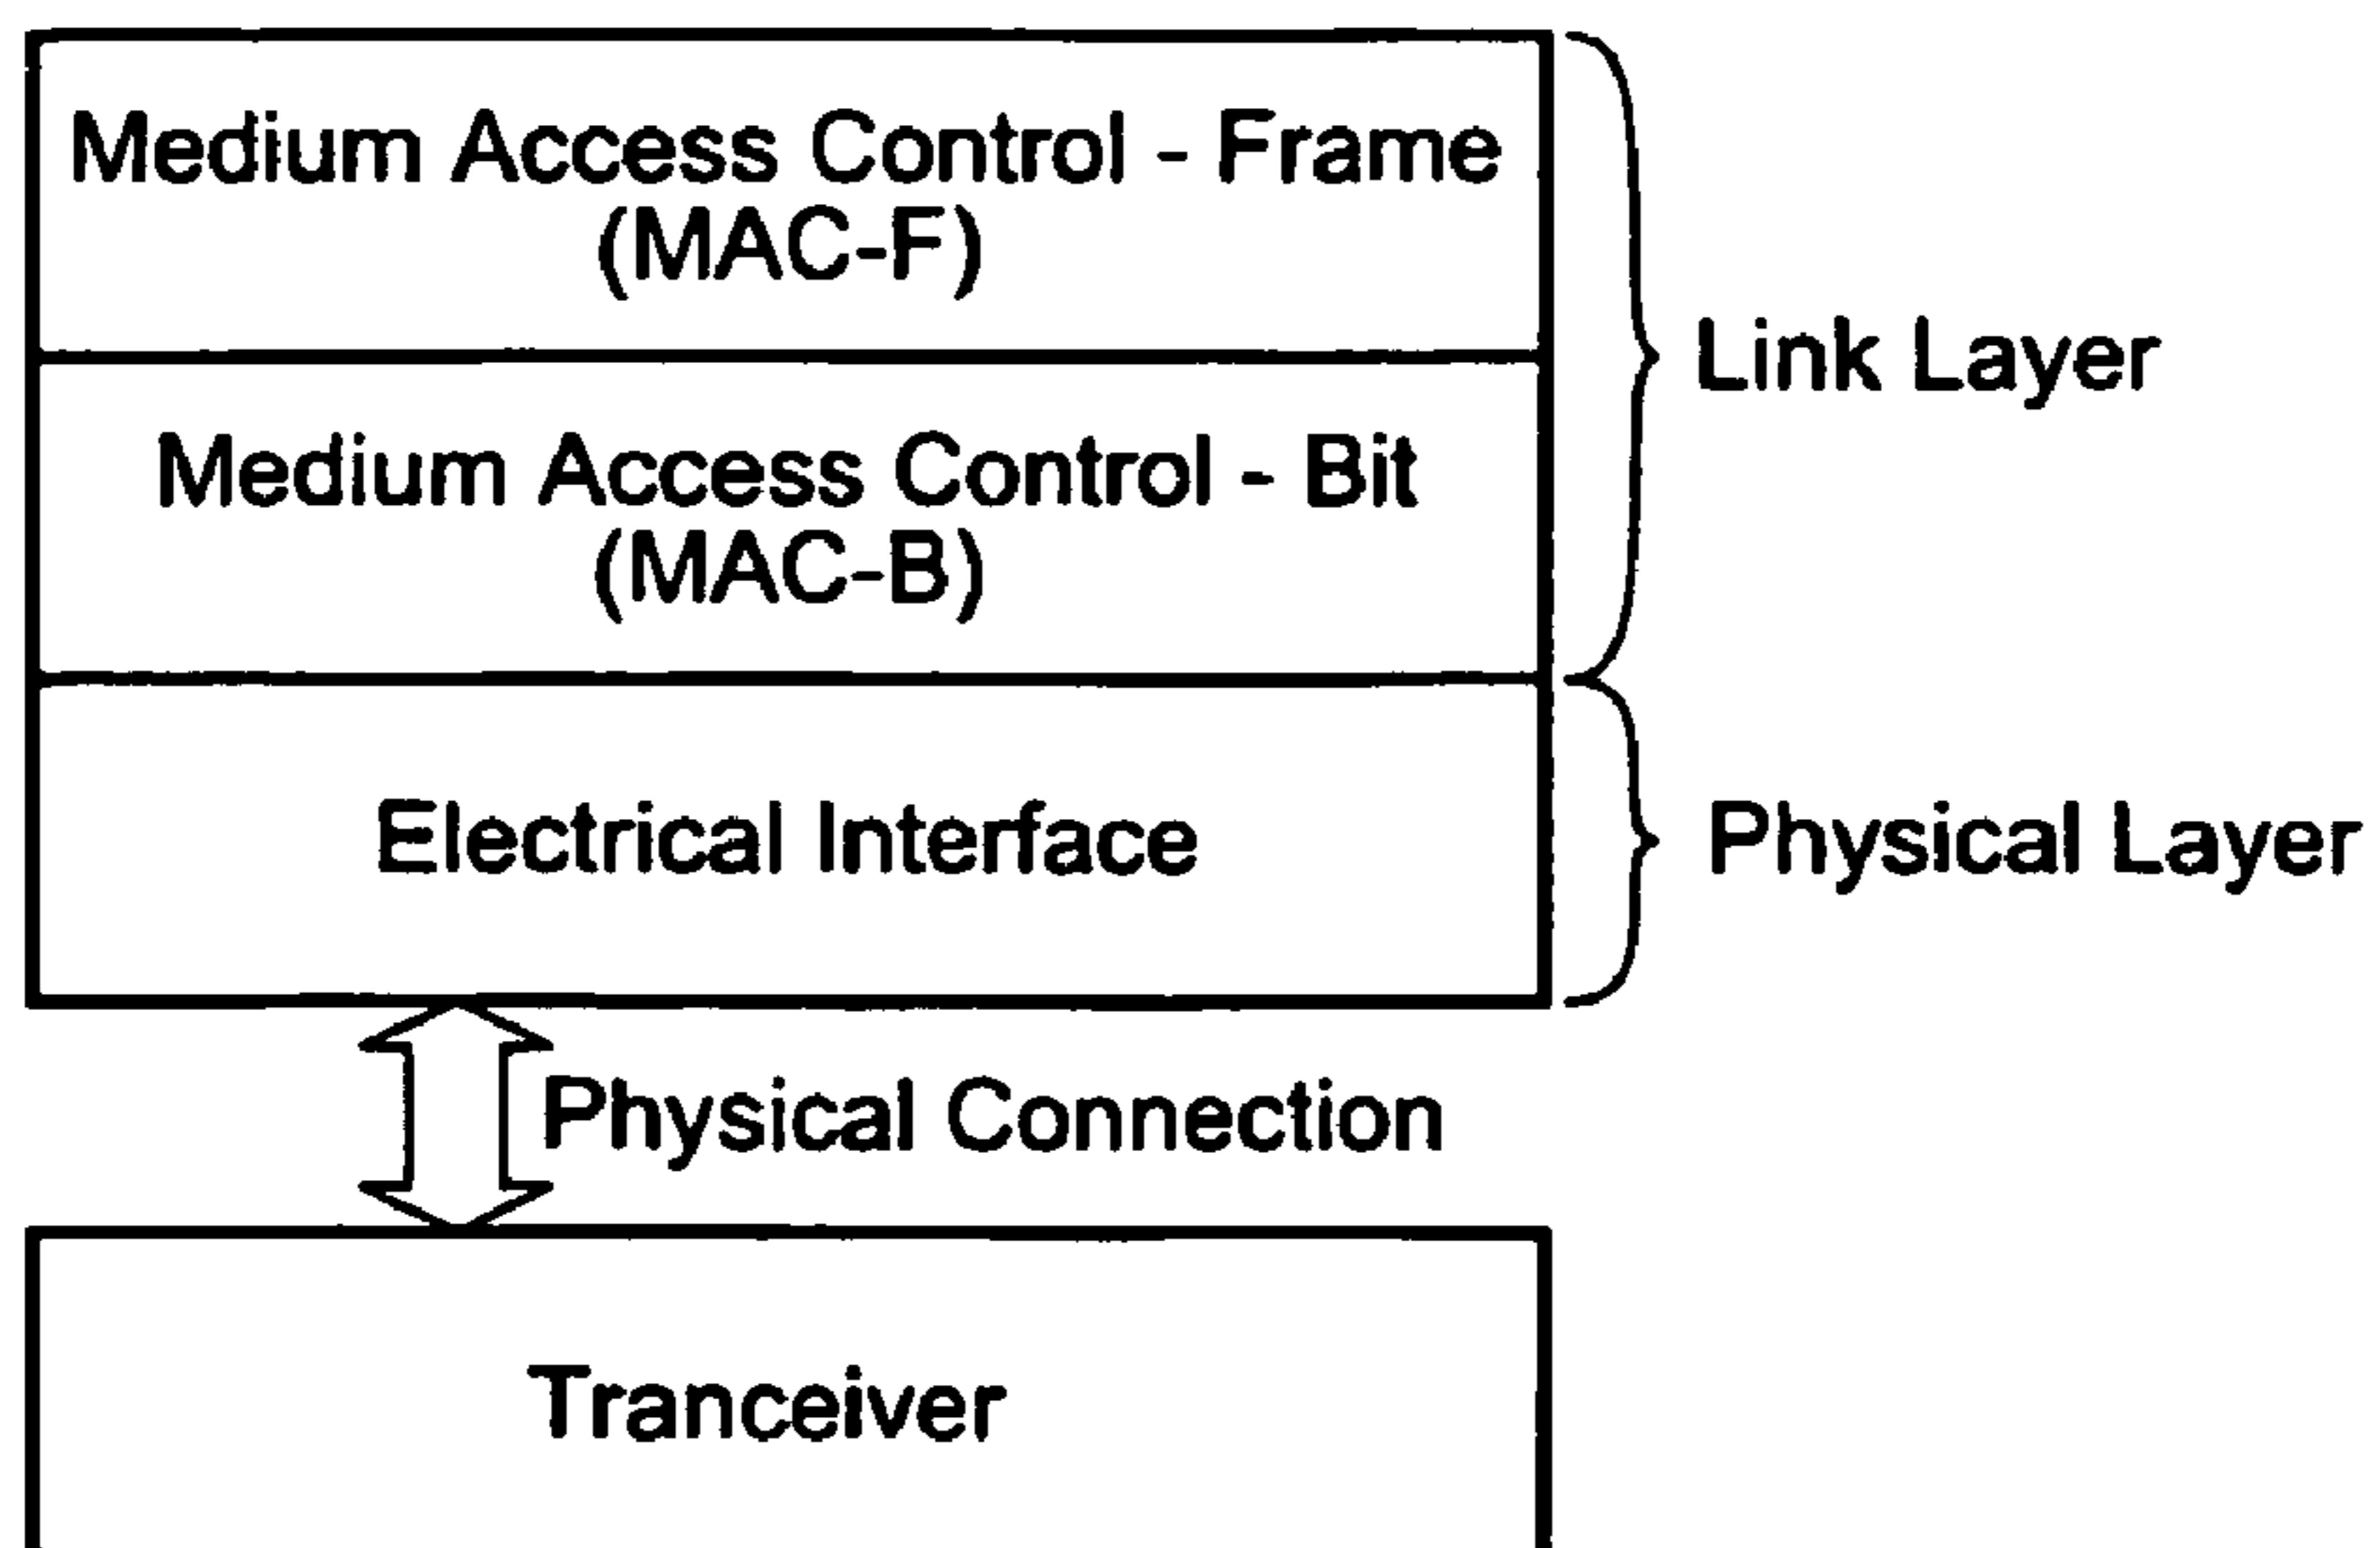 Medium Access Control - Frame
(MAC-F)
Link Layer
Medium Access Control - Bit
(MAC-B)
Electrical Interface
Physical Layer
Physical Connection
Tranceiver